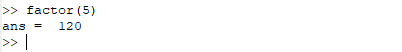 >> factor(5)
ans =  120
>>